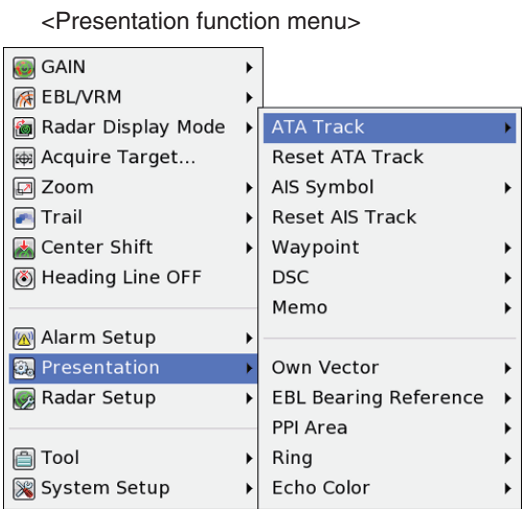 <Presentation function menu>
GAIN
EBL/VRM
Radar Display Mode
Acquire Target...
Zoom
Trail
Center Shift
Heading Line OFF
Alarm Setup
Presentation
Radar Setup
Tool
System Setup
ATA Track
Reset ATA Track
AIS Symbol
Reset AIS Track
Waypoint
DSC
Memo
Own Vector
EBL Bearing Reference
PPI Area
Ring
Echo Color